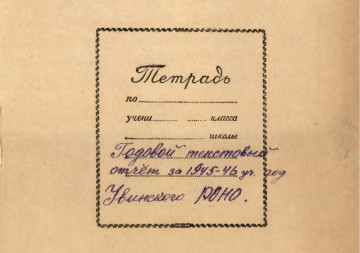 Тетрадь
по
учени класса
школы
Годовой текстовый
отчёт за 1945-46 уч. год
Увинского РОНО.